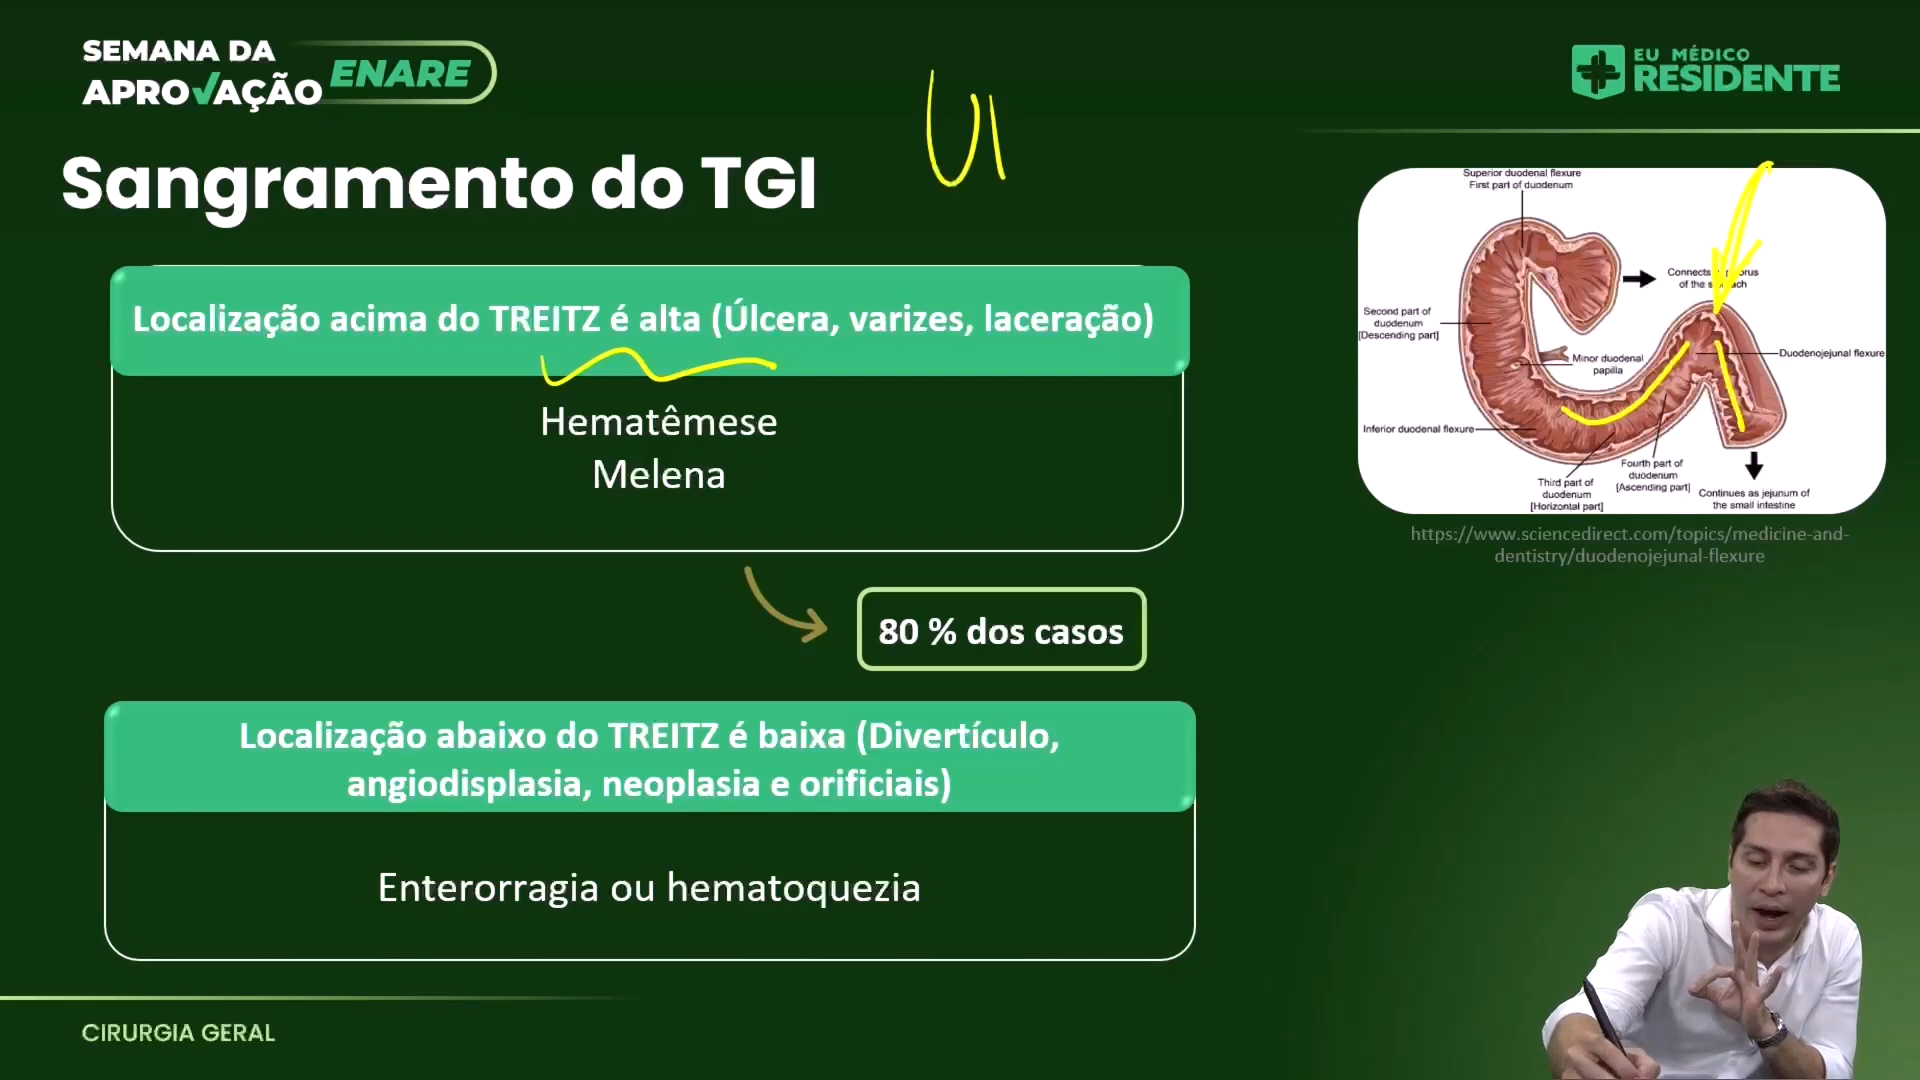 SEMANA DA
APROVAÇÃO ENARE
EU MÉDICO
RESIDENTE
UI
Sangramento do TGI
Localização acima do TREITZ é alta (Úlcera, varizes, laceração)
Hematêmese
Melena
80 % dos casos
Localização abaixo do TREITZ é baixa (Divertículo,
angiodisplasia, neoplasia e orificiais)
Enterorragia ou hematoquezia
Superior duodenal flexure
First part of duodenum
Connects
of the
Second part of
duodenum
[Descending part]
Minor duodenal
papilla
Duodenojejunal flexure
Inferior duodenal flexure
Fourth part of
duodenum
[Ascending part]
Third part of
duodenum
[Horizontal part]
Continues as jejunum of
the small intestine
https://www.sciencedirect.com/topics/medicine-and-
dentistry/duodenojejunal-flexure
CIRURGIA GERAL